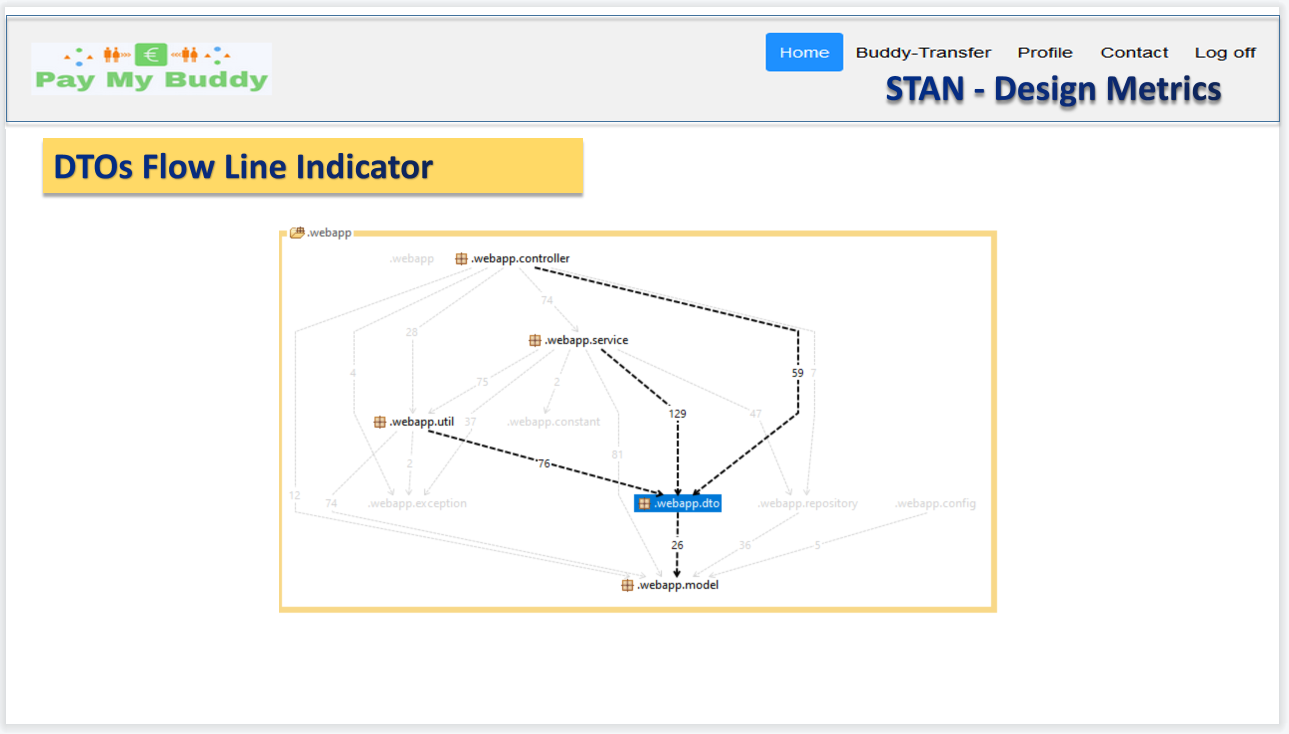 Pay My Buddy
Home Buddy-Transfer Profile Contact Log off
STAN - Design Metrics
DTOs Flow Line Indicator
.webapp
.webapp .webapp.controller
74
28
.webapp.service
4 59 7
75 2
129 47
.webapp.util 37 .webapp.constant
81
2 76
12 74 .webapp.exception .webapp.dto .webapp.repository .webapp.config
26 36 5
.webapp.model